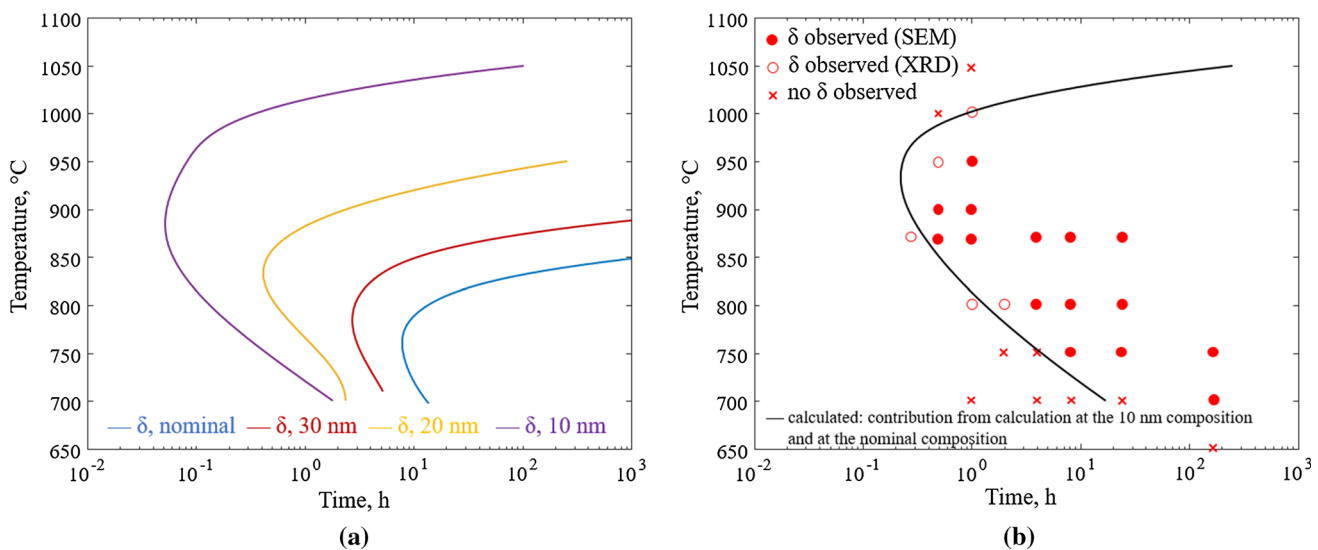 1100
1050
1000
950
900
850
800
750
700
650
Temperature, °C
δ, nominal
δ, 30 nm
δ, 20 nm
δ, 10 nm
10-2
10-1
100
101
102
103
Time, h
(a)
1100
1050
1000
950
900
850
800
750
700
650
Temperature, °C
δ observed (SEM)
δ observed (XRD)
no δ observed
calculated: contribution from calculation at the 10 nm composition
and at the nominal composition
10-2
10-1
100
101
102
103
Time, h
(b)